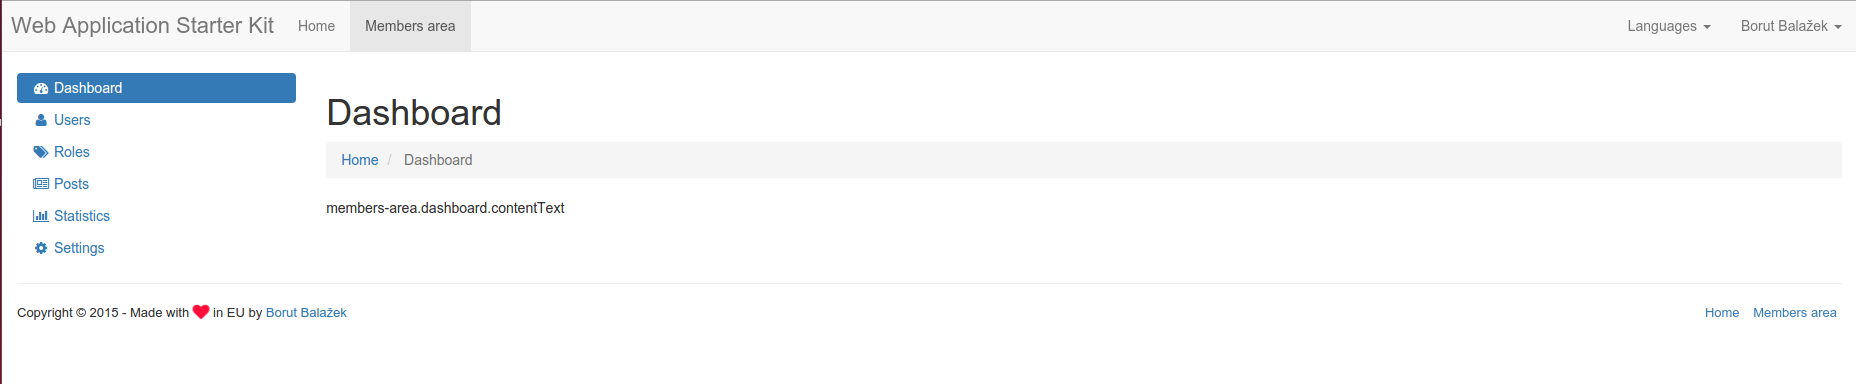 Web Application Starter Kit Home Members area Languages Borut Balažek
Dashboard
Users
Roles
Posts
Statistics
Settings
Dashboard
Home / Dashboard
members-area.dashboard.contentText
Copyright © 2015 - Made with ❤ in EU by Borut Balažek
Home Members area